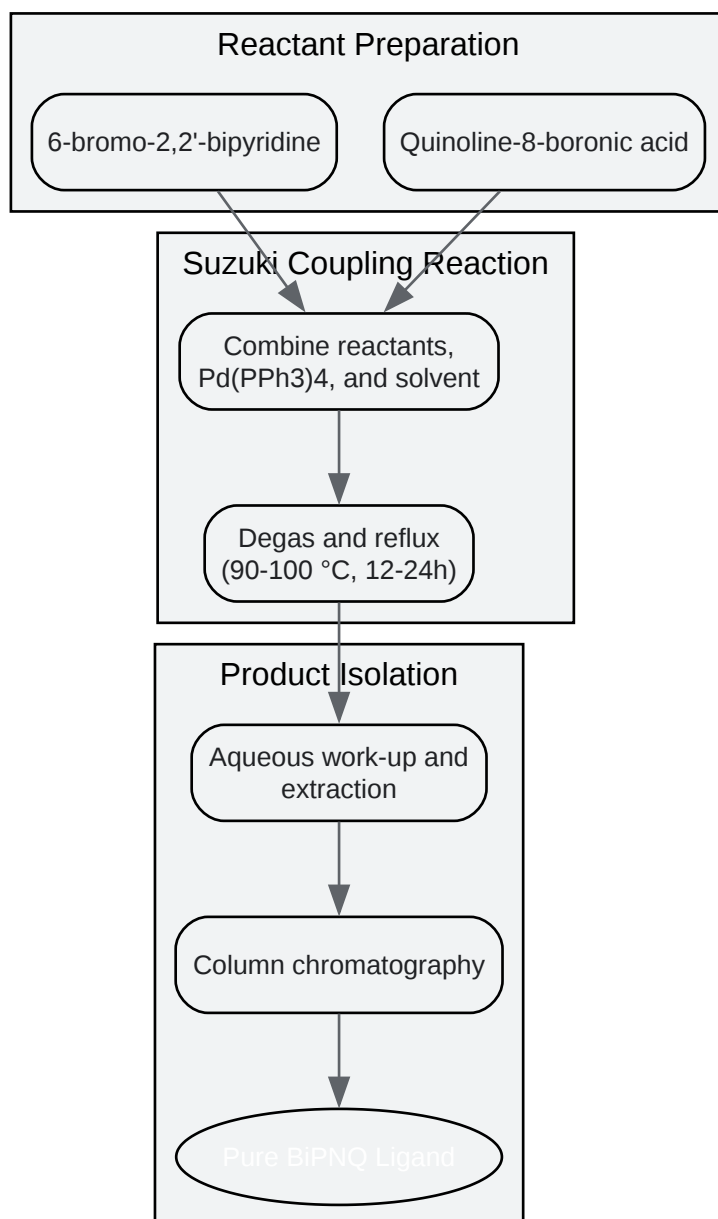 Reactant Preparation
6-bromo-2,2'-bipyridine
Quinoline-8-boronic acid
Suzuki Coupling Reaction
Combine reactants,
Pd(PPh3)4, and solvent
Degas and reflux
(90-100 °C, 12-24h)
Product Isolation
Aqueous work-up and
extraction
Column chromatography
Pure BiPNQ Ligand